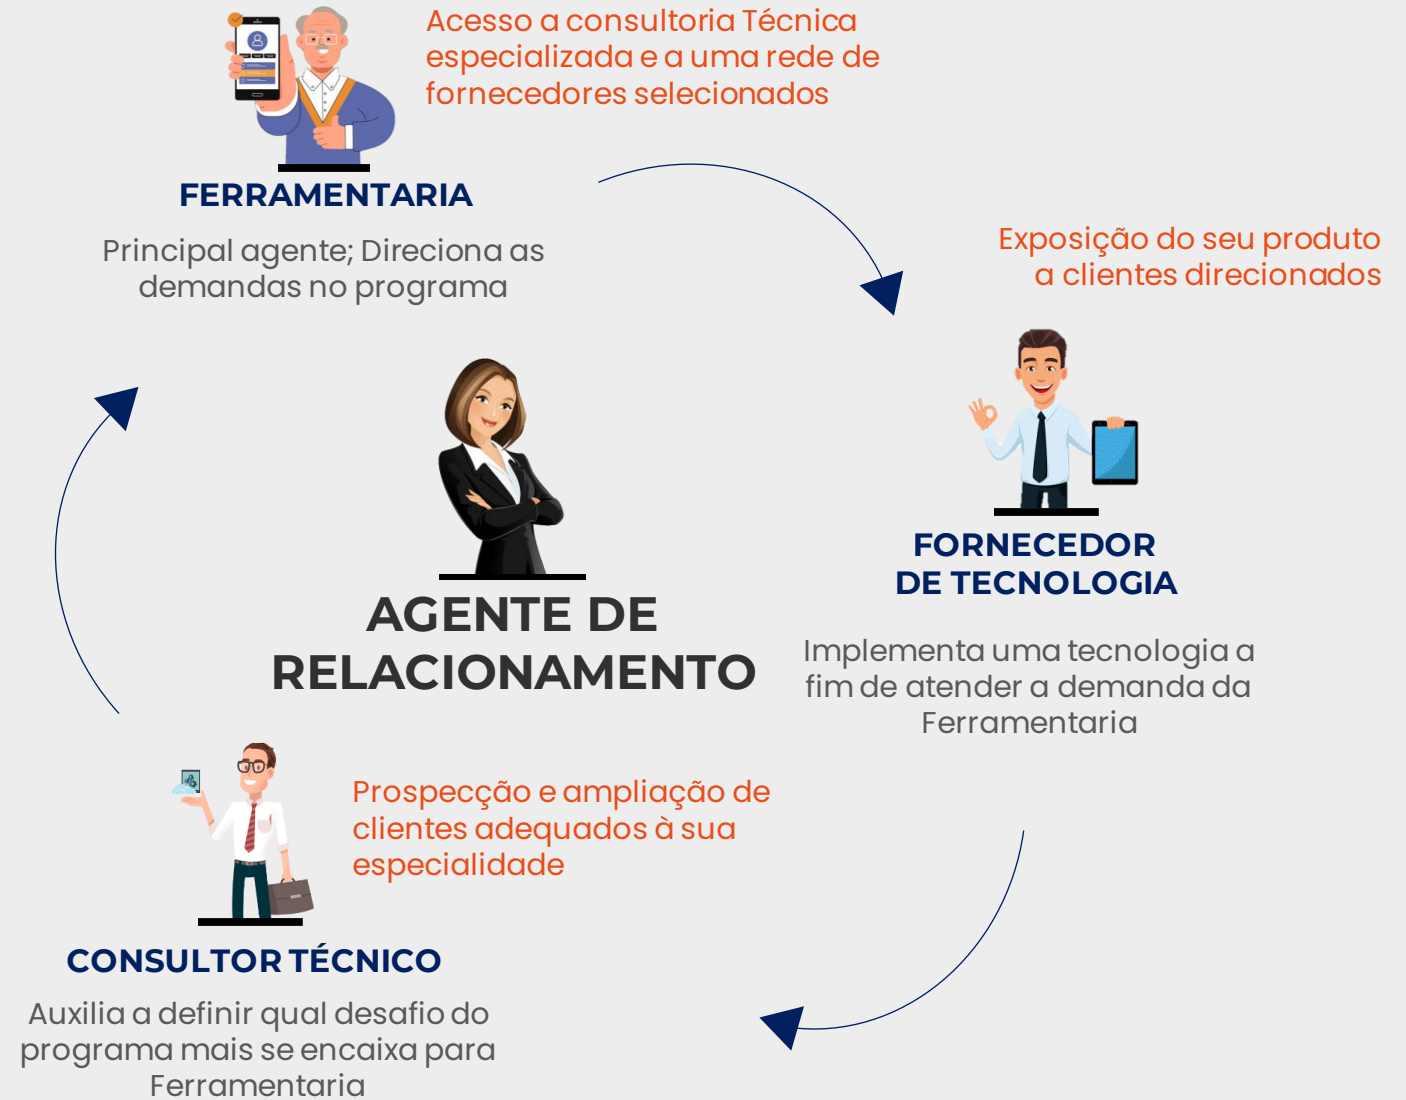 Acesso a consultoria Técnica
especializada e a uma rede de
fornecedores selecionados
FERRAMENTARIA
Principal agente; Direciona as
demandas no programa
Exposição do seu produto
a clientes direcionados
FORNECEDOR
DE TECNOLOGIA
Implementa uma tecnologia a
fim de atender a demanda da
Ferramentaria
AGENTE DE
RELACIONAMENTO
Prospecção e ampliação de
clientes adequados à sua
especialidade
CONSULTOR TÉCNICO
Auxilia a definir qual desafio do
programa mais se encaixa para
Ferramentaria